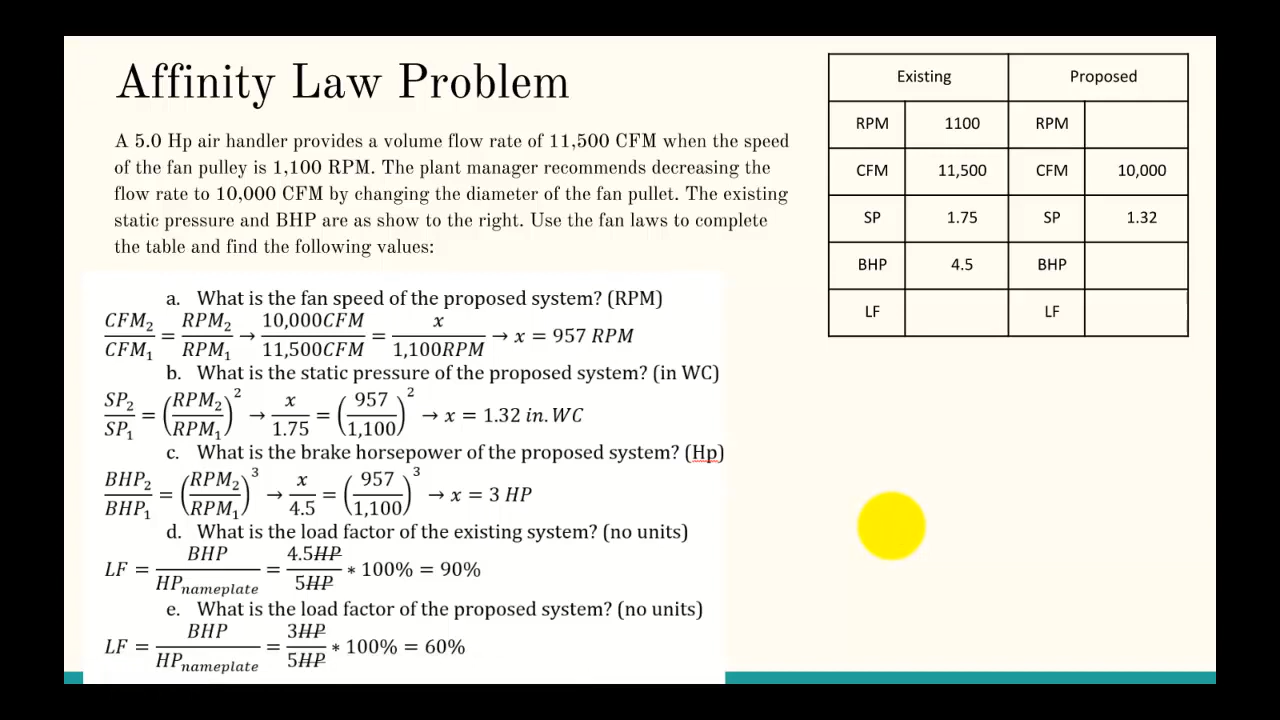 Affinity Law Problem
A 5.0 Hp air handler provides a volume flow rate of 11,500 CFM when the speed
of the fan pulley is 1,100 RPM. The plant manager recommends decreasing the
flow rate to 10,000 CFM by changing the diameter of the fan pullet. The existing
static pressure and BHP are as show to the right. Use the fan laws to complete
the table and find the following values:
a. What is the fan speed of the proposed system? (RPM)
CFM₂/CFM₁ = RPM₂/RPM₁ → 10,000CFM/11,500CFM = x/1,100RPM → x = 957 RPM
b. What is the static pressure of the proposed system? (in WC)
SP₂/SP₁ = (RPM₂/RPM₁)² → x/1.75 = (957/1,100)² → x = 1.32 in. WC
c. What is the brake horsepower of the proposed system? (Hp)
BHP₂/BHP₁ = (RPM₂/RPM₁)³ → x/4.5 = (957/1,100)³ → x = 3 HP
d. What is the load factor of the existing system? (no units)
LF = BHP/HPnameplate = 4.5HP/5HP * 100% = 90%
e. What is the load factor of the proposed system? (no units)
LF = BHP/HPnameplate = 3HP/5HP * 100% = 60%
Existing Proposed
RPM 1100 RPM
CFM 11,500 CFM 10,000
SP 1.75 SP 1.32
BHP 4.5 BHP
LF LF